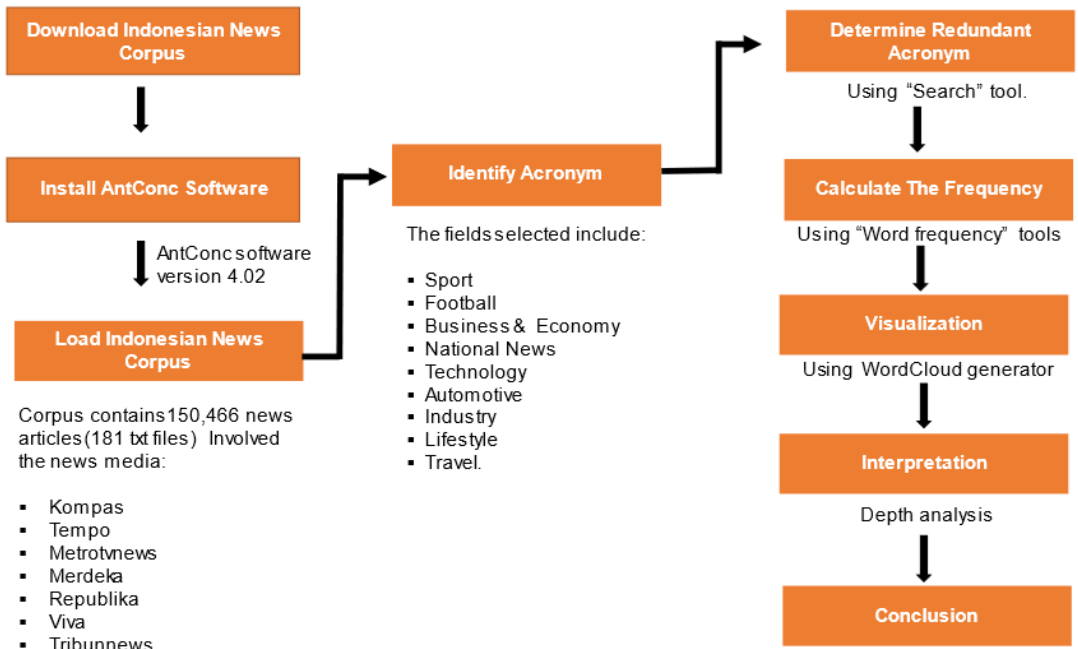 Download Indonesian News
Corpus
Install AntConc Software
AntConc software
version 4.02
Load Indonesian News
Corpus
Corpus contains 150,466 news
articles (181 txt files) Involved
the news media:
▪ Kompas
▪ Tempo
▪ Metrotvnews
▪ Merdeka
▪ Republika
▪ Viva
▪ Tribunnews
Identify Acronym
The fields selected include:
▪ Sport
▪ Football
▪ Business & Economy
▪ National News
▪ Technology
▪ Automotive
▪ Industry
▪ Lifestyle
▪ Travel.
Determine Redundant
Acronym
Using “Search” tool.
Calculate The Frequency
Using “Word frequency” tools
Visualization
Using WordCloud generator
Interpretation
Depth analysis
Conclusion